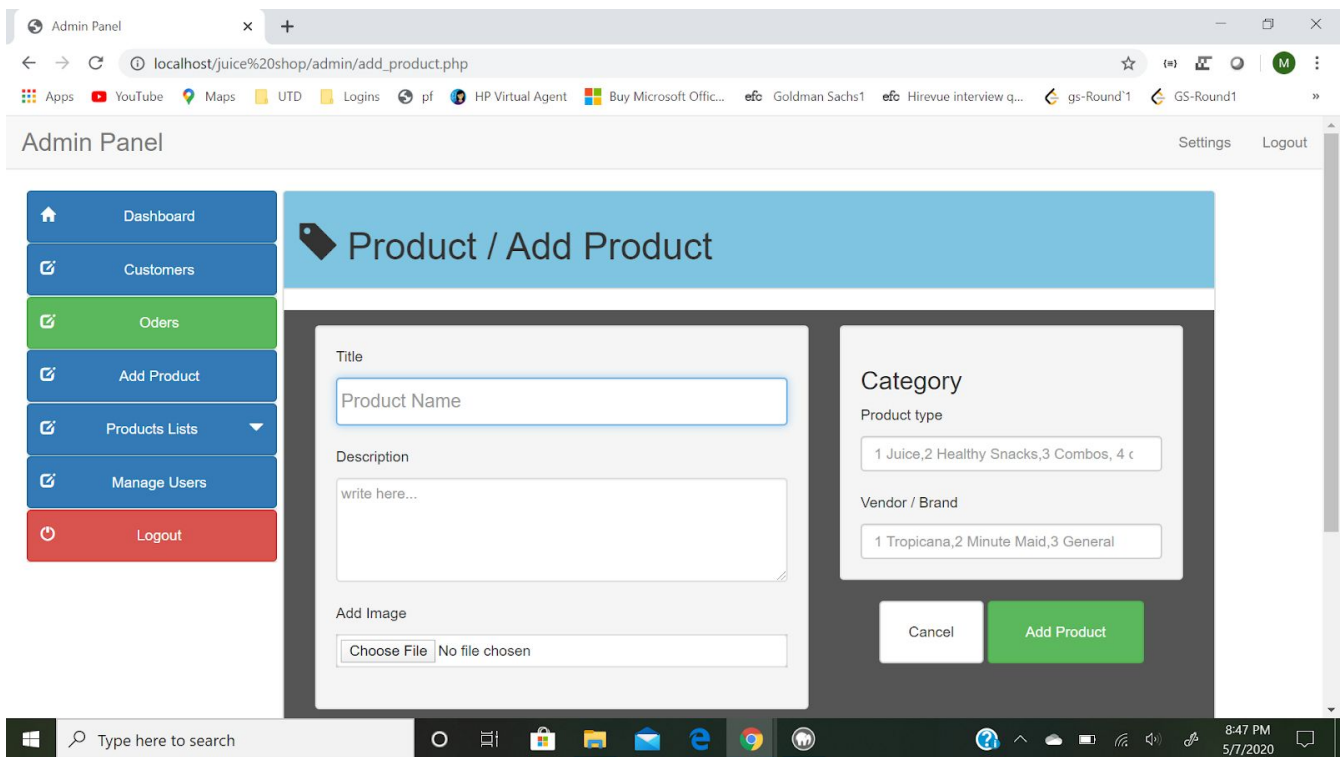 Admin Panel
localhost/juice%20shop/admin/add_product.php
M
Apps YouTube Maps UTD Logins pf HP Virtual Agent Buy Microsoft Offic... efc Goldman Sachs1 efc Hirevue interview q... gs-Round`1 GS-Round1 »
Admin Panel Settings Logout
Dashboard
Customers
Oders
Add Product
Products Lists
Manage Users
Logout
Product / Add Product
Title
Product Name
Description
write here...
Add Image
Choose File No file chosen
Category
Product type
1 Juice,2 Healthy Snacks,3 Combos, 4 c
Vendor / Brand
1 Tropicana,2 Minute Maid,3 General
Cancel Add Product
Type here to search
8:47 PM
5/7/2020